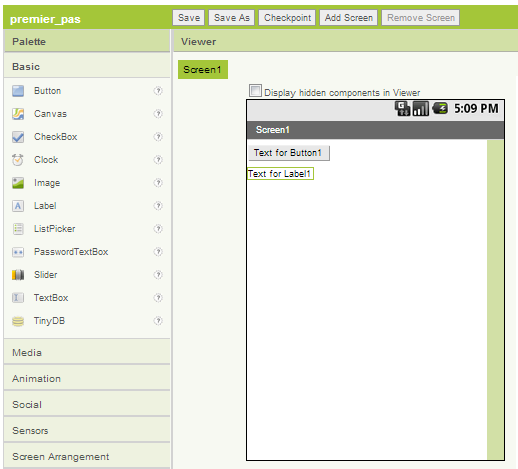 premier_pas
Save
Save As
Checkpoint
Add Screen
Remove Screen
Palette
Viewer
Basic
Button
Canvas
CheckBox
Clock
Image
Label
ListPicker
PasswordTextBox
Slider
TextBox
TinyDB
Media
Animation
Social
Sensors
Screen Arrangement
Screen1
Display hidden components in Viewer
5:09 PM
Screen1
Text for Button1
Text for Label1